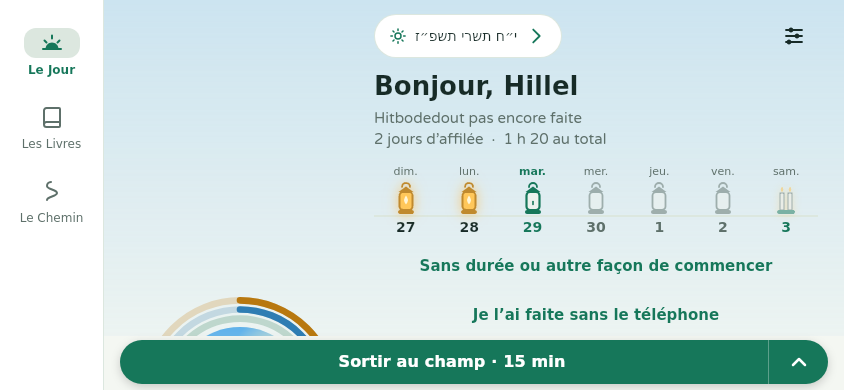 Le Jour
Les Livres
Le Chemin
י״ח תשרי תשפ״ז
Bonjour, Hillel
Hitbodedout pas encore faite
2 jours d’affilée · 1 h 20 au total
dim. lun. mar. mer. jeu. ven. sam.
27 28 29 30 1 2 3
Sans durée ou autre façon de commencer
Je l’ai faite sans le téléphone
Sortir au champ · 15 min